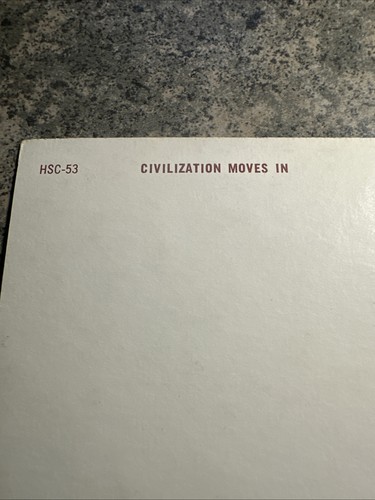 HSC-53 CIVILIZATION MOVES IN